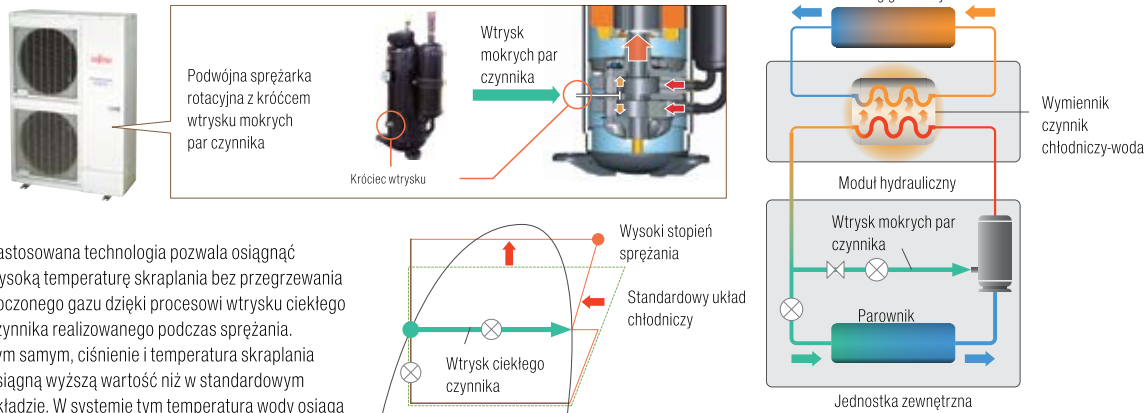 Podwójna sprężarka
rotacyjna z króćcem
wtrysku mokrych
par czynnika
Króciec wtrysku
Wtrysk
mokrych par
czynnika
astosowana technologia pozwala osiągnąć
ysoką temperaturę skraplania bez przegrzewania
oczonego gazu dzięki procesowi wtrysku ciekłego
zynnika realizowanego podczas sprężania.
ym samym, ciśnienie i temperatura skraplania
siągną wyższą wartość niż w standardowym
kładzie. W systemie tym temperatura wody osiąga
Wysoki stopień
sprężania
Standardowy układ
chłodniczy
Wtrysk ciekłego
czynnika
Wymiennik
czynnik
chłodniczy-woda
Moduł hydrauliczny
Wtrysk mokrych par
czynnika
Parownik
Jednostka zewnętrzna